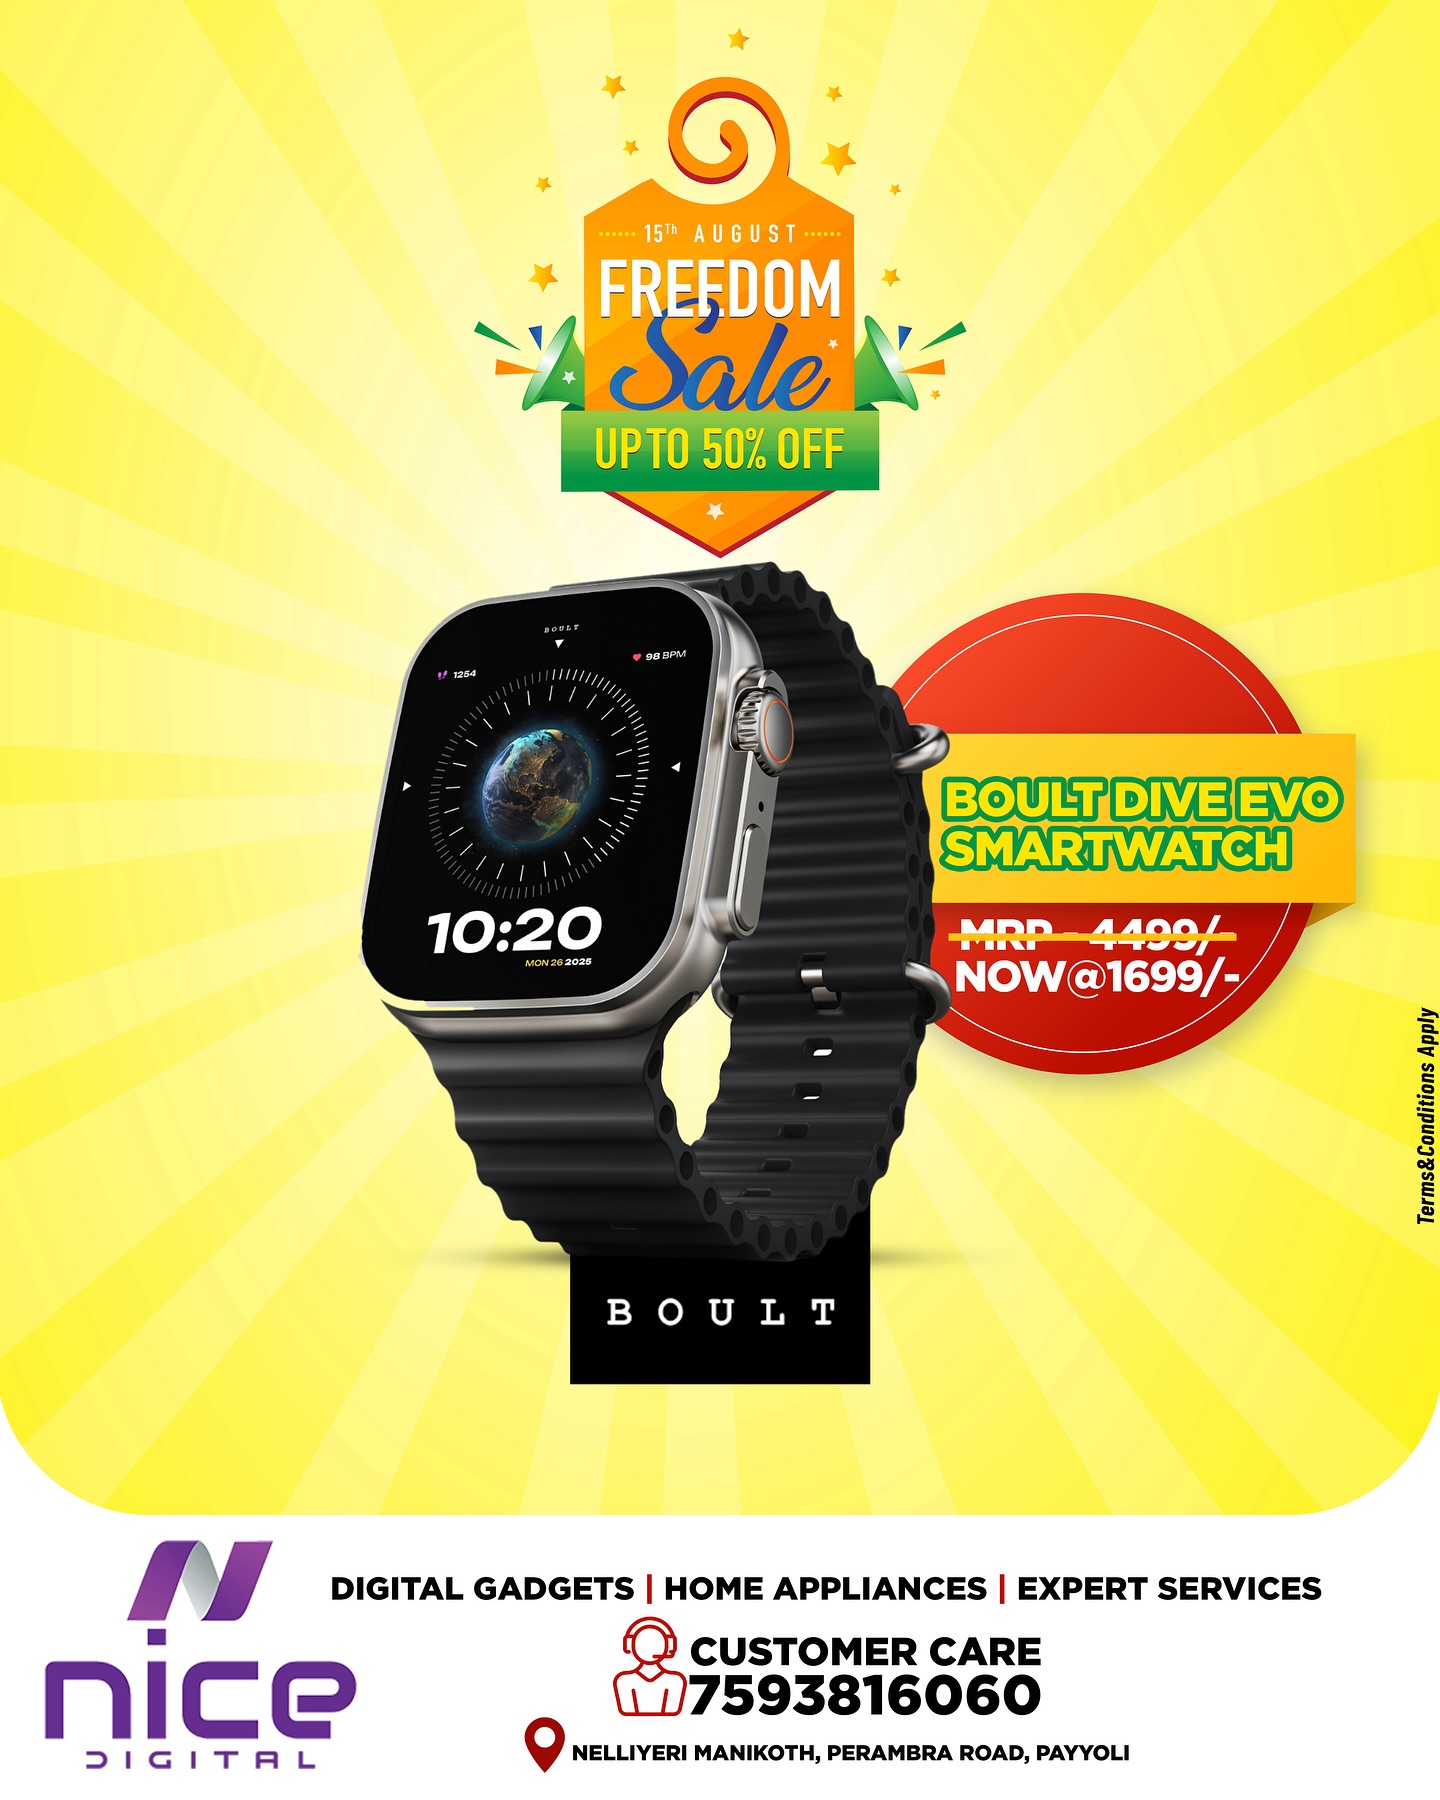 15Th AUGUST
FREEDOM
Sale
UPTO 50% OFF
BOULT
1254
98 BPM
10:20
MON 26 2025
BOULT DIVE EVO
SMARTWATCH
MRP - 4499/-
NOW@1699/-
Terms&Conditions Apply
BOULT
nice
DIGITAL
DIGITAL GADGETS | HOME APPLIANCES | EXPERT SERVICES
CUSTOMER CARE
7593816060
NELLIYERI MANIKOTH, PERAMBRA ROAD, PAYYOLI